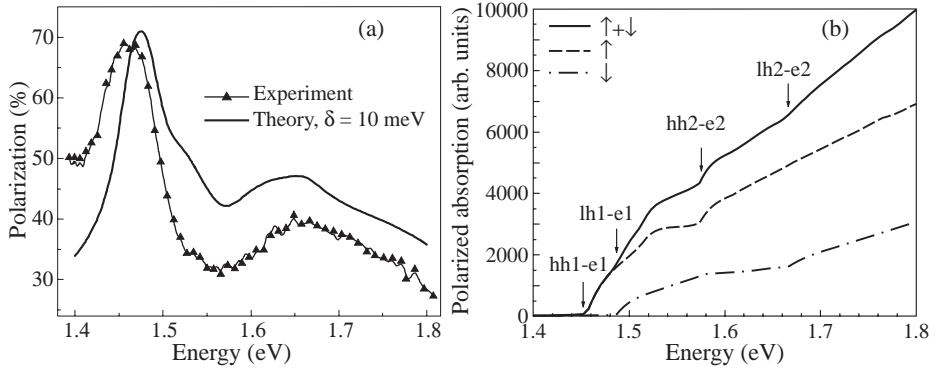 (a)
Polarization (%)
70
60
50
40
30
Experiment
Theory, δ = 10 meV
1.4 1.5 1.6 1.7 1.8
Energy (eV)
(b)
Polarized absorption (arb. units)
10000
8000
6000
4000
2000
0
↑+↓
↑
↓
lh2-e2
hh2-e2
lh1-e1
hh1-e1
1.4 1.5 1.6 1.7 1.8
Energy (eV)